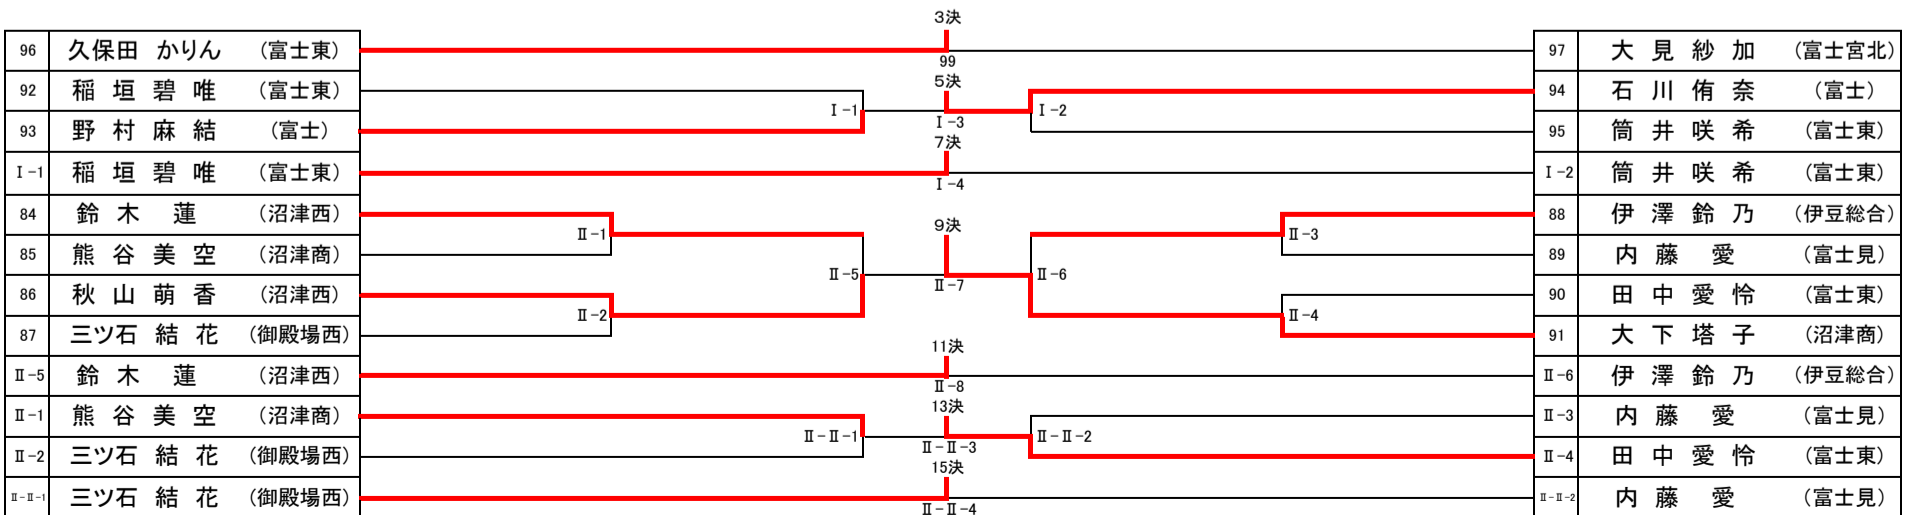 3決
96 久保田 かりん （富士東） 99 97 大 見 紗 加 （富士宮北）
5決
92 稲 垣 碧 唯 （富士東） 94 石 川 侑 奈 （富士）
Ⅰ-1 Ⅰ-3 Ⅰ-2
93 野 村 麻 結 （富士） 95 筒 井 咲 希 （富士東）
7決
Ⅰ-1 稲 垣 碧 唯 （富士東） Ⅰ-4 Ⅰ-2 筒 井 咲 希 （富士東）
84 鈴 木 蓮 （沼津西） 88 伊 澤 鈴 乃 （伊豆総合）
Ⅱ-1 9決 Ⅱ-3
85 熊 谷 美 空 （沼津商） 89 内 藤 愛 （富士見）
Ⅱ-5 Ⅱ-7 Ⅱ-6
86 秋 山 萌 香 （沼津西） 90 田 中 愛 怜 （富士東）
Ⅱ-2 Ⅱ-4
87 三ツ石 結 花 （御殿場西） 91 大 下 塔 子 （沼津商）
11決
Ⅱ-5 鈴 木 蓮 （沼津西） Ⅱ-8 Ⅱ-6 伊 澤 鈴 乃 （伊豆総合）
13決
Ⅱ-1 熊 谷 美 空 （沼津商） Ⅱ-3 内 藤 愛 （富士見）
Ⅱ-Ⅱ-1 Ⅱ-Ⅱ-3 Ⅱ-Ⅱ-2
Ⅱ-2 三ツ石 結 花 （御殿場西） Ⅱ-4 田 中 愛 怜 （富士東）
15決
Ⅱ-Ⅱ-1 三ツ石 結 花 （御殿場西） Ⅱ-Ⅱ-4 Ⅱ-Ⅱ-2 内 藤 愛 （富士見）